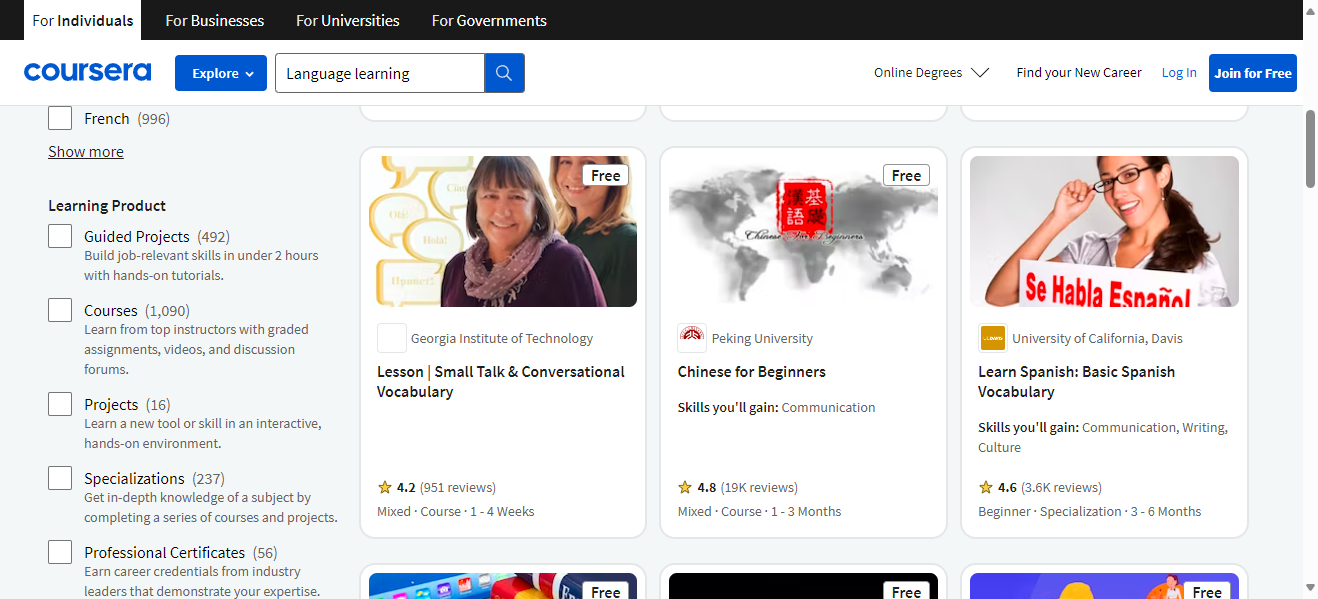 For Individuals
For Businesses
For Universities
For Governments
coursera
Explore
Language learning
Online Degrees
Find your New Career
Log In
Join for Free
French (996)
Show more
Learning Product
Guided Projects (492)
Build job-relevant skills in under 2 hours
with hands-on tutorials.
Courses (1,090)
Learn from top instructors with graded
assignments, videos, and discussion
forums.
Projects (16)
Learn a new tool or skill in an interactive,
hands-on environment.
Specializations (237)
Get in-depth knowledge of a subject by
completing a series of courses and projects.
Professional Certificates (56)
Earn career credentials from industry
leaders that demonstrate your expertise.
Free
Olá!
Hola!
Georgia Institute of Technology
Lesson | Small Talk & Conversational
Vocabulary
4.2 (951 reviews)
Mixed · Course · 1 - 4 Weeks
Free
漢 基
語 礎
Chinese For Beginners
Peking University
Chinese for Beginners
Skills you'll gain: Communication
4.8 (19K reviews)
Mixed · Course · 1 - 3 Months
Se Habla Español
University of California, Davis
Learn Spanish: Basic Spanish
Vocabulary
Skills you'll gain: Communication, Writing,
Culture
4.6 (3.6K reviews)
Beginner · Specialization · 3 - 6 Months
Free
Free
Free